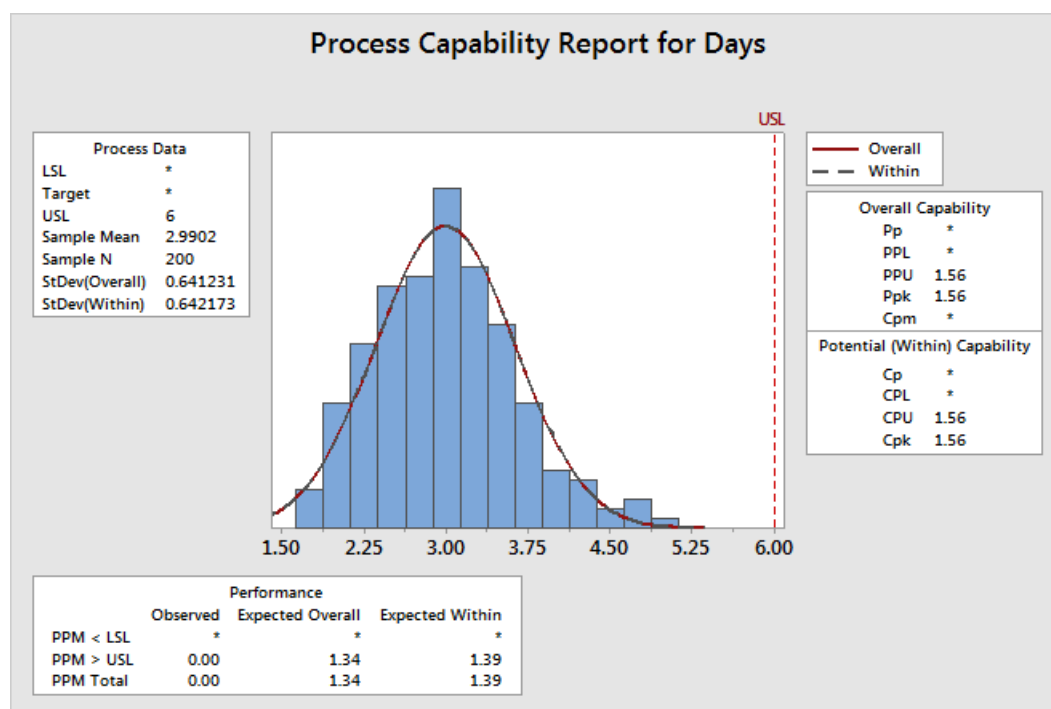 Process Capability Report for Days
USL
Process Data
LSL *
Target *
USL 6
Sample Mean 2.9902
Sample N 200
StDev(Overall) 0.641231
StDev(Within) 0.642173
Overall
Within
Overall Capability
Pp *
PPL *
PPU 1.56
Ppk 1.56
Cpm *
Potential (Within) Capability
Cp *
CPL *
CPU 1.56
Cpk 1.56
1.50 2.25 3.00 3.75 4.50 5.25 6.00
Performance
Observed Expected Overall Expected Within
PPM < LSL * * *
PPM > USL 0.00 1.34 1.39
PPM Total 0.00 1.34 1.39